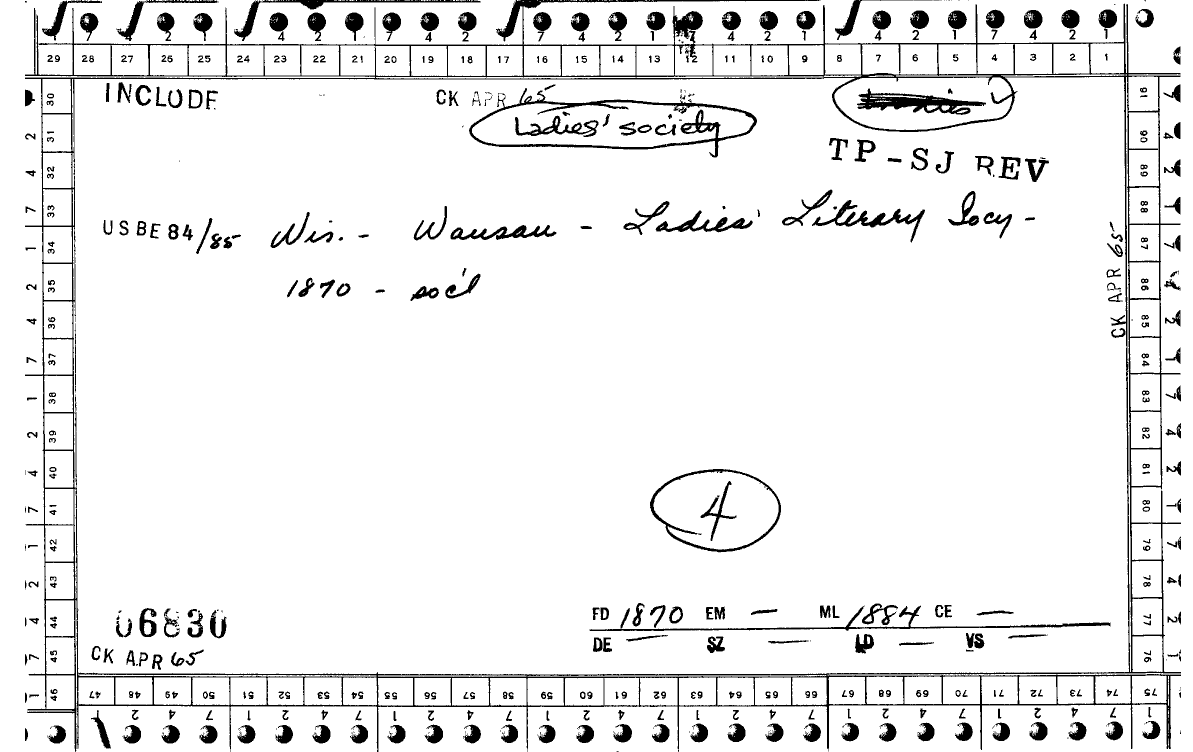 7 4 2 1 7 4 2 1 7 4 2 1 7 4 2 1 7 4 2 1 7 4 2 1
29 28 27 26 25 24 23 22 21 20 19 18 17 16 15 14 13 12 11 10 9 8 7 6 5 4 3 2 1
INCLUDE CK APR 65
Ladies' society
TP-SJ REV
USBE 84/85 Wis. - Wausau - Ladies' Literary Socy -
1870 - soc'l
4
06830
CK APR 65
FD 1870 EM — ML 1884 CE —
DE — SZ — LD — VS —
CK APR 65
30 31 32 33 34 35 36 37 38 39 40 41 42 43 44 45 46
91 90 89 88 87 86 85 84 83 82 81 80 79 78 77 76
47 48 49 50 51 52 53 54 55 56 57 58 59 60 61 62 63 64 65 66 67 68 69 70 71 72 73 74 75